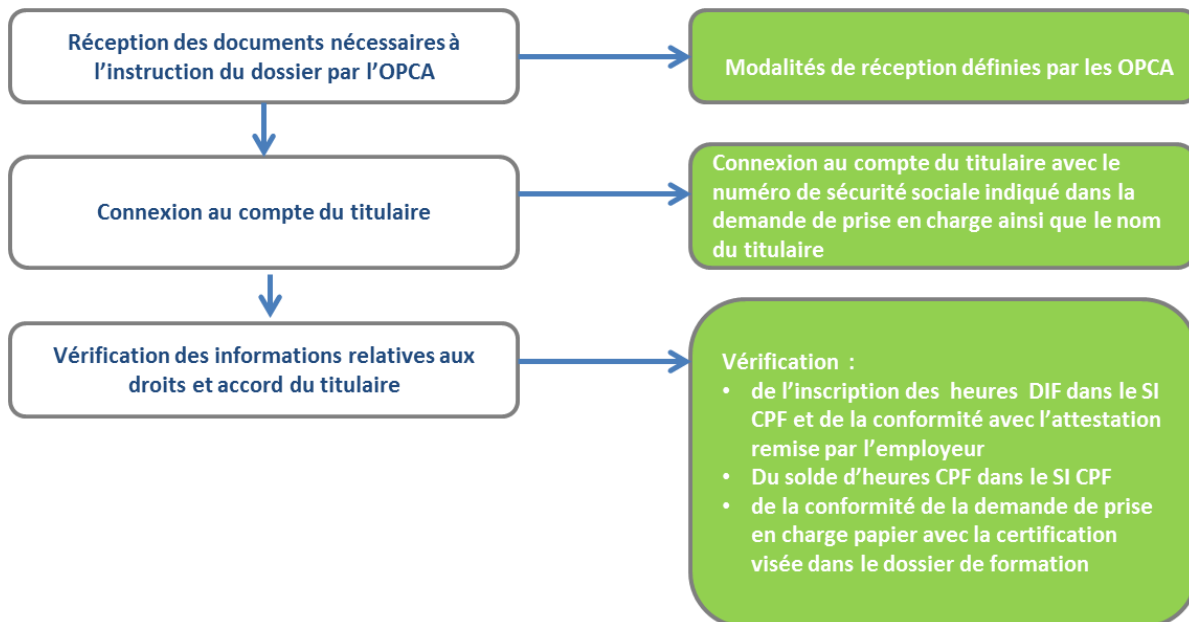 Réception des documents nécessaires à
l'instruction du dossier par l'OPCA
Modalités de réception définies par les OPCA
Connexion au compte du titulaire
Connexion au compte du titulaire avec le
numéro de sécurité sociale indiqué dans la
demande de prise en charge ainsi que le nom
du titulaire
Vérification des informations relatives aux
droits et accord du titulaire
Vérification :
• de l'inscription des heures DIF dans le SI
CPF et de la conformité avec l'attestation
remise par l'employeur
• Du solde d'heures CPF dans le SI CPF
• de la conformité de la demande de prise
en charge papier avec la certification
visée dans le dossier de formation